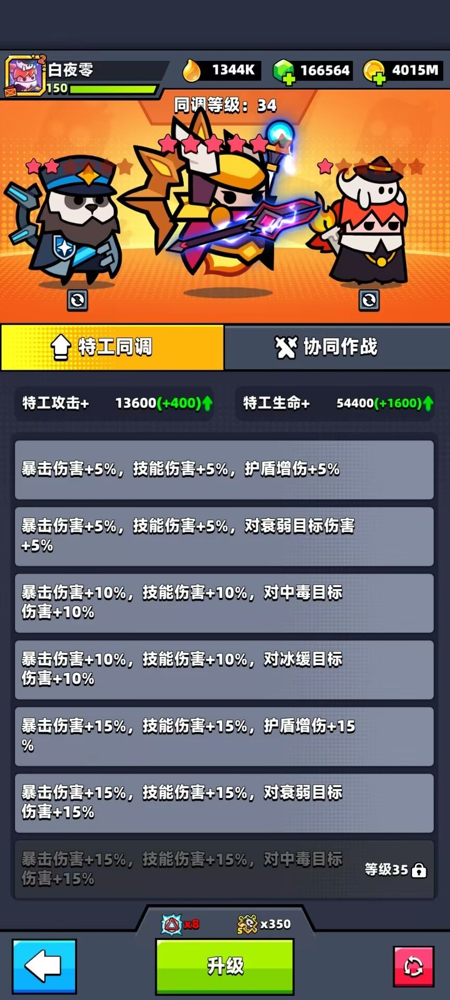 白夜零
2
150
1344K
166564
4015M
同调等级：34
特工同调
协同作战
特工攻击+ 13600(+400)
特工生命+ 54400(+1600)
暴击伤害+5%，技能伤害+5%，护盾增伤+5%
暴击伤害+5%，技能伤害+5%，对衰弱目标伤害
+5%
暴击伤害+10%，技能伤害+10%，对中毒目标
伤害+10%
暴击伤害+10%，技能伤害+10%，对冰缓目标
伤害+10%
暴击伤害+15%，技能伤害+15%，护盾增伤+15
%
暴击伤害+15%，技能伤害+15%，对衰弱目标
伤害+15%
暴击伤害+15%，技能伤害+15%，对中毒目标
伤害+15%
等级35
x8
S
x350
升级